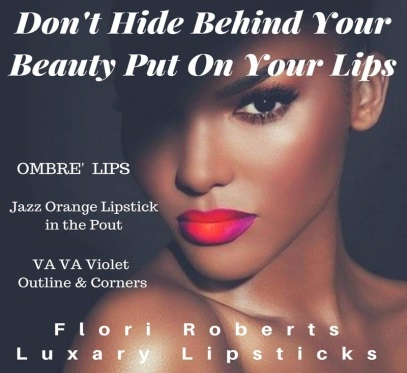 Don't Hide Behind Your
Beauty Put On Your Lips
OMBRE' LIPS
Jazz Orange Lipstick
in the Pout
VA VA Violet
Outline & Corners
Flori Roberts
Luxary Lipsticks